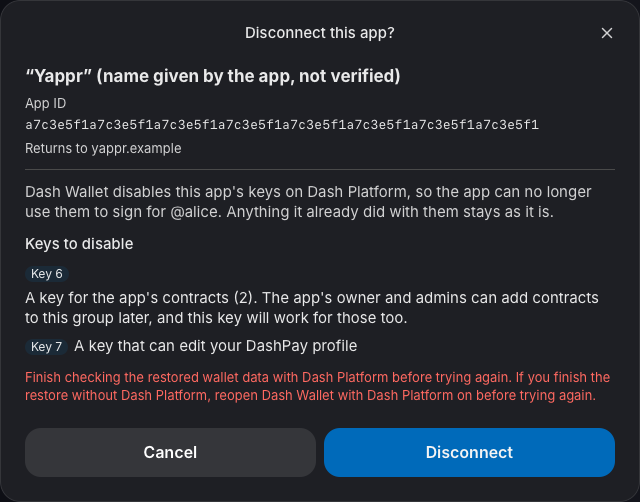 Disconnect this app?
“Yappr” (name given by the app, not verified)
App ID
a7c3e5f1a7c3e5f1a7c3e5f1a7c3e5f1a7c3e5f1a7c3e5f1a7c3e5f1a7c3e5f1
Returns to yappr.example
Dash Wallet disables this app's keys on Dash Platform, so the app can no longer
use them to sign for @alice. Anything it already did with them stays as it is.
Keys to disable
Key 6
A key for the app's contracts (2). The app's owner and admins can add contracts
to this group later, and this key will work for those too.
Key 7 A key that can edit your DashPay profile
Finish checking the restored wallet data with Dash Platform before trying again. If you finish the
restore without Dash Platform, reopen Dash Wallet with Dash Platform on before trying again.
Cancel Disconnect